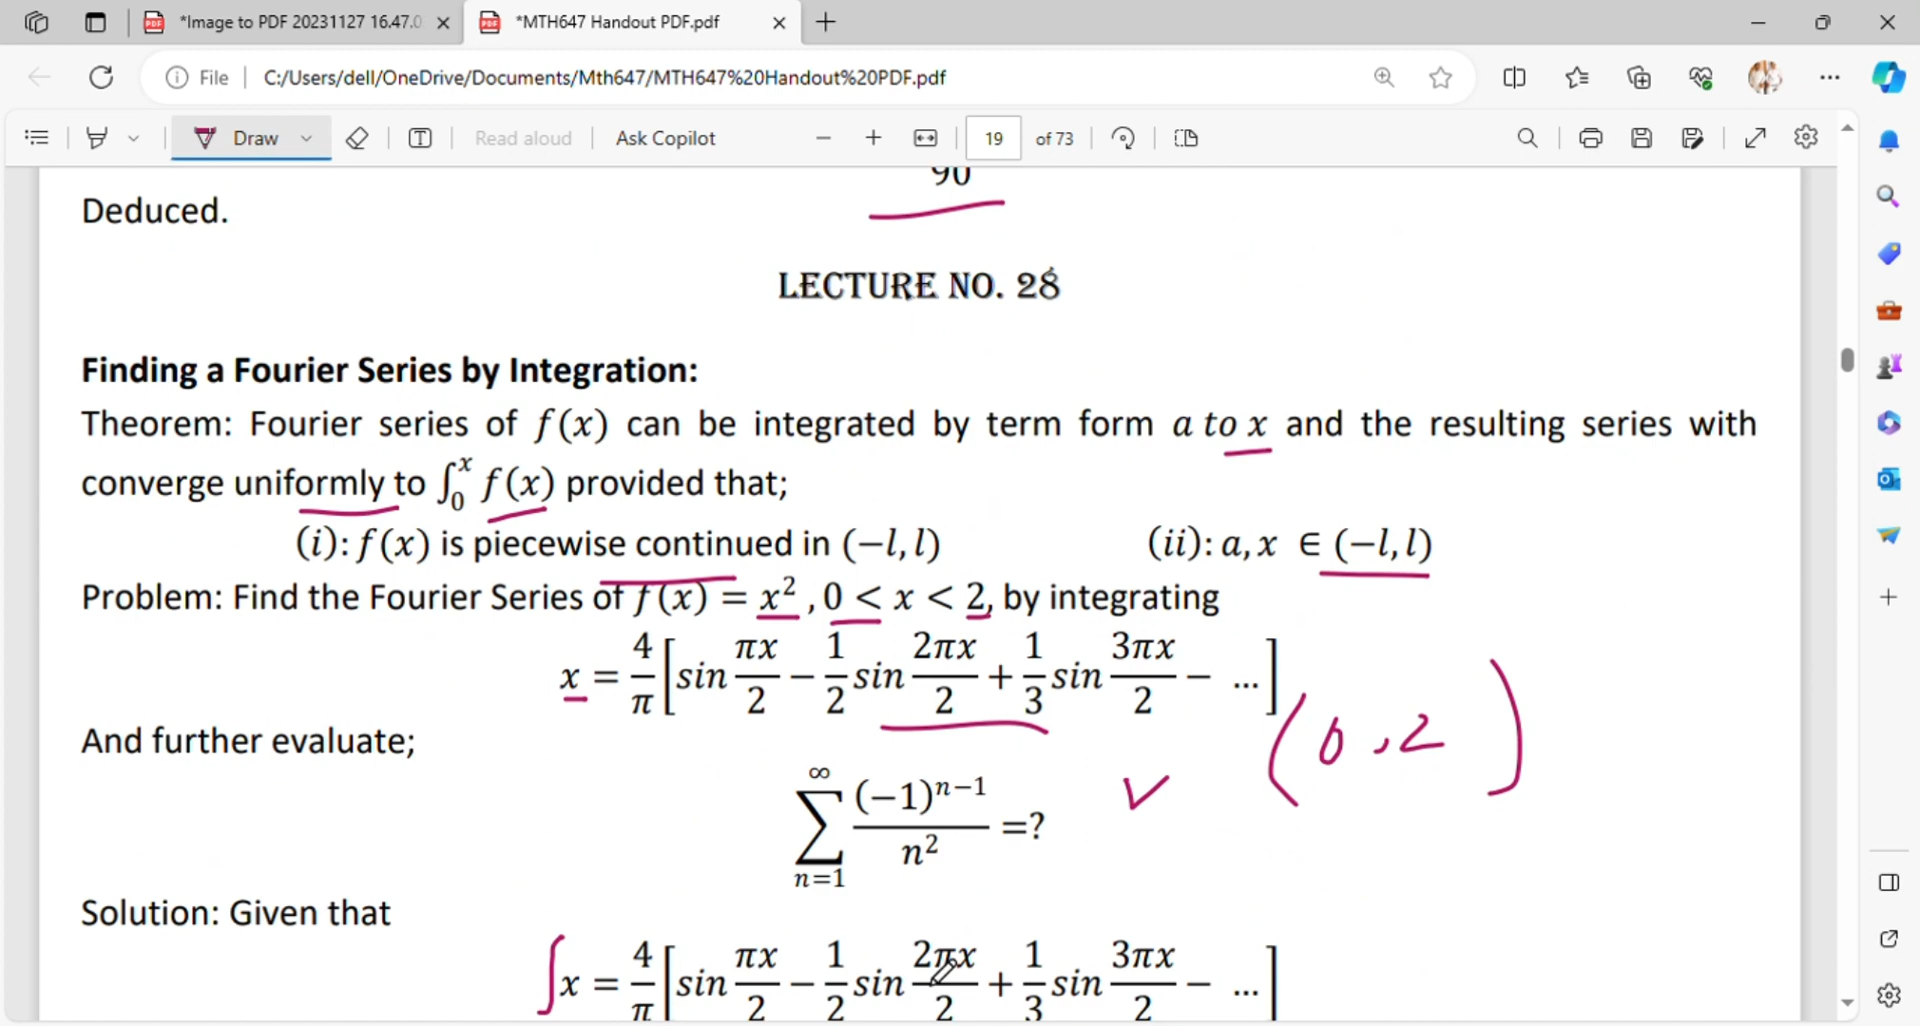 *Image to PDF 20231127 16.47.0
*MTH647 Handout PDF.pdf
File
C:/Users/dell/OneDrive/Documents/Mth647/MTH647%20Handout%20PDF.pdf
Draw
Read aloud
Ask Copilot
19 of 73
90
Deduced.
LECTURE NO. 28
Finding a Fourier Series by Integration:
Theorem: Fourier series of f(x) can be integrated by term form a to x and the resulting series with
converge uniformly to ∫₀ˣ f(x) provided that;
(i): f(x) is piecewise continued in (−l, l) (ii): a, x ∈ (−l, l)
Problem: Find the Fourier Series of f(x) = x² , 0 < x < 2, by integrating
x = 4/π [sin πx/2 − 1/2 sin 2πx/2 + 1/3 sin 3πx/2 − ...]
(0,2)
And further evaluate;
∑_{n=1}^{∞} (−1)^{n−1}/n² =?
Solution: Given that
∫x = 4/π [sin πx/2 − 1/2 sin 2πx/2 + 1/3 sin 3πx/2 − ...]